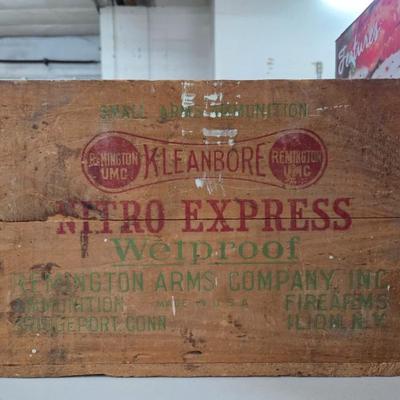 Features
SMALL ARMS AMMUNITION
REMINGTON UMC KLEANBORE REMINGTON UMC
NITRO EXPRESS
Wetproof
REMINGTON ARMS COMPANY, INC.
AMMUNITION MADE IN U.S.A. FIREARMS
BRIDGEPORT, CONN. ILION, N.Y.